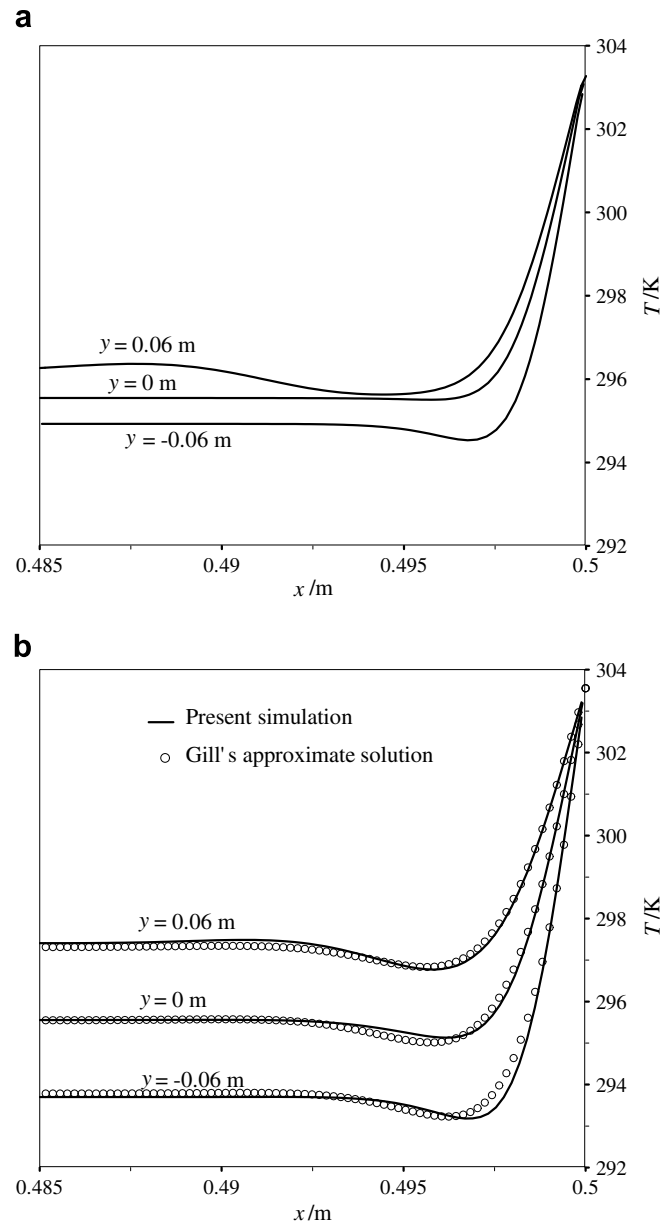 a
304
302
300
298
296
294
292
T /K
y = 0.06 m
y = 0 m
y = -0.06 m
0.485
0.49
0.495
0.5
x /m
b
304
302
300
298
296
294
292
T /K
Present simulation
Gill's approximate solution
y = 0.06 m
y = 0 m
y = -0.06 m
0.485
0.49
0.495
0.5
x /m